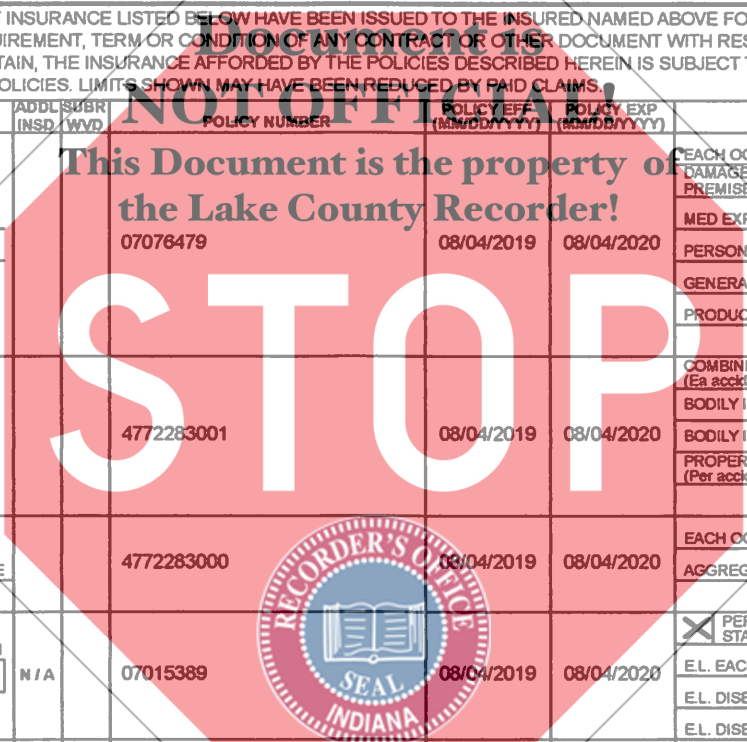 INSURANCE LISTED BELOW HAVE BEEN ISSUED TO THE INSURED NAMED ABOVE FO
UIREMENT, TERM OR CONDITION OF ANY CONTRACT OR OTHER DOCUMENT WITH RES
TAIN, THE INSURANCE AFFORDED BY THE POLICIES DESCRIBED HEREIN IS SUBJECT T
OLICIES. LIMITS SHOWN MAY HAVE BEEN REDUCED BY PAID CLAIMS.
Document is
NOT OFFICIAL!
This Document is the property of
the Lake County Recorder!
ADDL SUBR
INSD WVD POLICY NUMBER POLICY EFF (MM/DD/YYYY) POLICY EXP (MM/DD/YYYY)
EACH OC
DAMAGE
PREMISE
MED EXP
07076479 08/04/2019 08/04/2020
PERSON
GENERA
PRODUC
STOP
COMBINE
(Ea accid
BODILY I
4772283001 08/04/2019 08/04/2020 BODILY I
PROPER
(Per accid
EACH OC
E 4772283000 08/04/2019 08/04/2020 AGGREG
X PER
STA
N / A 07015389 08/04/2019 08/04/2020 E.L. EAC
E.L. DISE
E.L. DISE
RECORDER'S OFFICE
SEAL
INDIANA